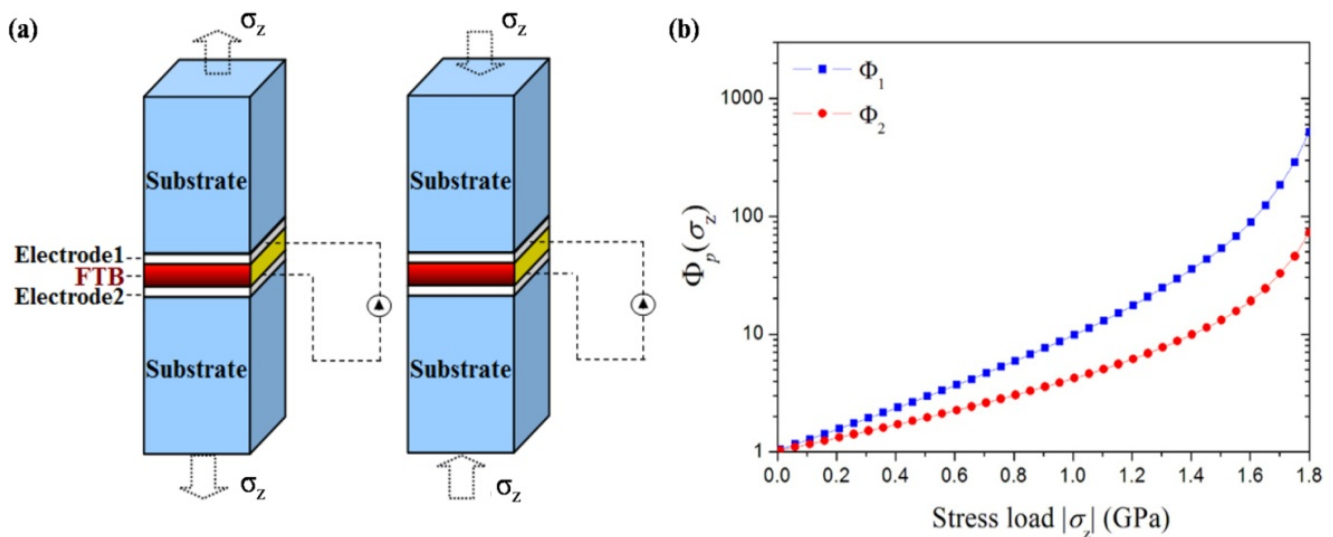 (a)
σz
σz
Substrate
Substrate
Electrode1
FTB
Electrode2
Substrate
Substrate
σz
σz
(b)
Φ1
Φ2
1000
100
10
1
Φp(σz)
0.0 0.2 0.4 0.6 0.8 1.0 1.2 1.4 1.6 1.8
Stress load |σz| (GPa)